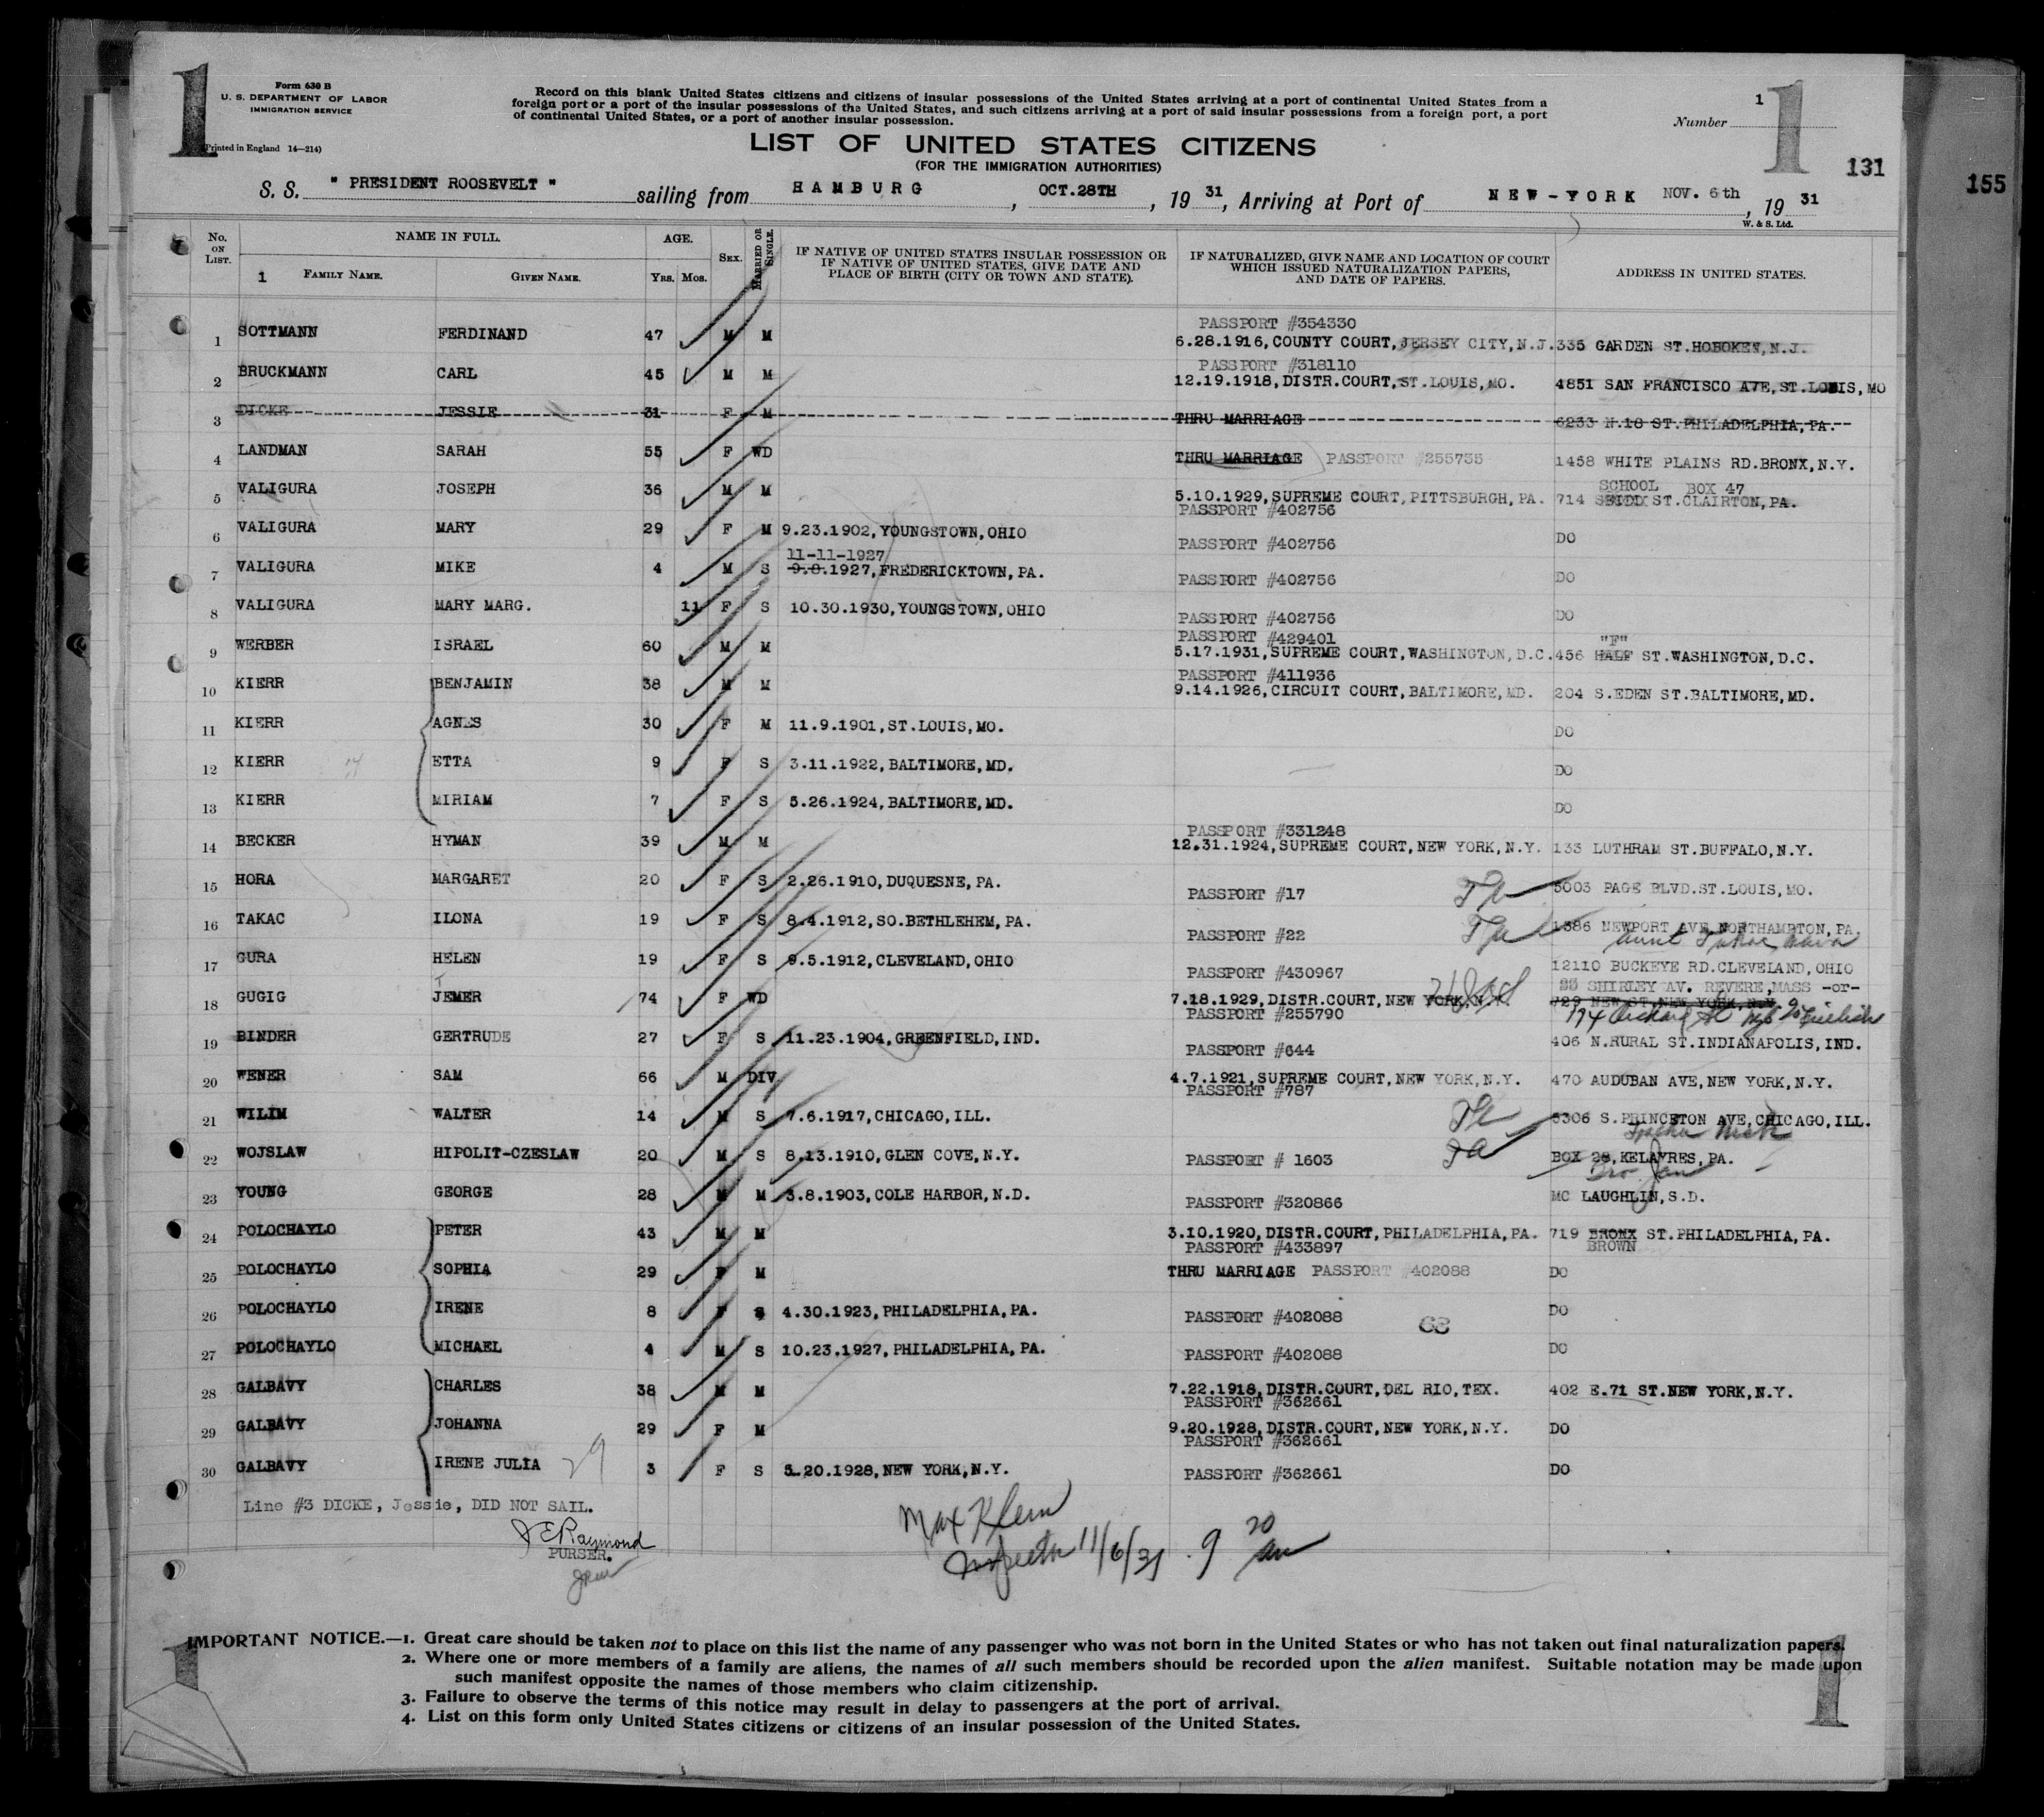 1
Form 630 B
U. S. DEPARTMENT OF LABOR
IMMIGRATION SERVICE
(Printed in England 14—214)
Record on this blank United States citizens and citizens of insular possessions of the United States arriving at a port of continental United States from a
foreign port or a port of the insular possessions of the United States, and such citizens arriving at a port of said insular possessions from a foreign port, a port
of continental United States, or a port of another insular possession.
LIST OF UNITED STATES CITIZENS
(FOR THE IMMIGRATION AUTHORITIES)
Number 1
1
131
155
S. S. " PRESIDENT ROOSEVELT " sailing from HAMBURG, OCT.28TH, 19 31, Arriving at Port of NEW-YORK NOV. 6th, 19 31
W. & S. Ltd.
No. ON LIST. NAME IN FULL. AGE. SEX. MARRIED OR SINGLE. IF NATIVE OF UNITED STATES INSULAR POSSESSION OR IF NATIVE OF UNITED STATES, GIVE DATE AND PLACE OF BIRTH (CITY OR TOWN AND STATE). IF NATURALIZED, GIVE NAME AND LOCATION OF COURT WHICH ISSUED NATURALIZATION PAPERS, AND DATE OF PAPERS. ADDRESS IN UNITED STATES.
1 FAMILY NAME. GIVEN NAME. YRS. MOS.
PASSPORT #354330
1 SOTTMANN FERDINAND 47 M M 6.28.1916,COUNTY COURT,JERSEY CITY,N.J. 335 GARDEN ST.HOBOKEN,N.J.
PASSPORT #318110
2 BRUCKMANN CARL 45 M M 12.19.1918,DISTR.COURT,ST.LOUIS,MO. 4851 SAN FRANCISCO AVE,ST.LOUIS,MO
3 DICKE JESSIE 31 F M THRU MARRIAGE 6233 N.18 ST.PHILADELPHIA,PA.
4 LANDMAN SARAH 55 F WD THRU MARRIAGE PASSPORT #255735 1458 WHITE PLAINS RD.BRONX,N.Y.
SCHOOL BOX 47
5 VALIGURA JOSEPH 36 M M 5.10.1929,SUPREME COURT,PITTSBURGH,PA. 714 ST.CLAIRTON,PA.
PASSPORT #402756
6 VALIGURA MARY 29 F M 9.23.1902,YOUNGSTOWN,OHIO PASSPORT #402756 DO
11-11-1927
7 VALIGURA MIKE 4 M S 9.8.1927,FREDERICKTOWN,PA. PASSPORT #402756 DO
8 VALIGURA MARY MARG. 11 F S 10.30.1930,YOUNGSTOWN,OHIO PASSPORT #402756 DO
PASSPORT #429401 "F"
9 WERBER ISRAEL 60 M M 5.17.1931,SUPREME COURT,WASHINGTON,D.C. 456 HALF ST.WASHINGTON,D.C.
PASSPORT #411936
10 KIERR BENJAMIN 38 M M 9.14.1926,CIRCUIT COURT,BALTIMORE,MD. 204 S.EDEN ST.BALTIMORE,MD.
11 KIERR AGNES 30 F M 11.9.1901,ST.LOUIS,MO. DO
12 KIERR ETTA 9 F S 3.11.1922,BALTIMORE,MD. DO
13 KIERR MIRIAM 7 F S 5.26.1924,BALTIMORE,MD. DO
PASSPORT #331248
14 BECKER HYMAN 39 M M 12.31.1924,SUPREME COURT,NEW YORK,N.Y. 133 LUTHRAM ST.BUFFALO,N.Y.
15 HORA MARGARET 20 F S 2.26.1910,DUQUESNE,PA. PASSPORT #17 5003 PAGE BLVD.ST.LOUIS,MO.
16 TAKAC ILONA 19 F S 8.4.1912,SO.BETHLEHEM,PA. PASSPORT #22 1386 NEWPORT AVE NORTHAMPTON,PA.
17 GURA HELEN 19 F S 9.5.1912,CLEVELAND,OHIO PASSPORT #430967 12110 BUCKEYE RD.CLEVELAND,OHIO
SHIRLEY AV. REVERE,MASS -or-
18 GUGIG JEMER 74 F WD 7.18.1929,DISTR.COURT,NEW YORK,N.Y. 729 NEW ST,NEW YORK,N.Y.
PASSPORT #255790
19 BINDER GERTRUDE 27 F S 11.23.1904,GREENFIELD,IND. PASSPORT #644 406 N.RURAL ST.INDIANAPOLIS,IND.
20 WENER SAM 66 M DIV 4.7.1921,SUPREME COURT,NEW YORK,N.Y. 470 AUDUBAN AVE,NEW YORK,N.Y.
PASSPORT #787
21 WILIM WALTER 14 M S 7.6.1917,CHICAGO,ILL. 5306 S.PRINCETON AVE,CHICAGO,ILL.
22 WOJSLAW HIPOLIT-CZESLAW 20 M S 8.13.1910,GLEN COVE,N.Y. PASSPORT # 1603 BOX 28,KELAYRES,PA.
23 YOUNG GEORGE 28 M M 3.8.1903,COLE HARBOR,N.D. PASSPORT #320866 MC LAUGHLIN,S.D.
24 POLOCHAYLO PETER 43 M M 3.10.1920,DISTR.COURT,PHILADELPHIA,PA. 719 BRONX ST.PHILADELPHIA,PA.
PASSPORT #433897 BROWN
25 POLOCHAYLO SOPHIA 29 F M THRU MARRIAGE PASSPORT #402088 DO
26 POLOCHAYLO IRENE 8 F S 4.30.1923,PHILADELPHIA,PA. PASSPORT #402088 DO
27 POLOCHAYLO MICHAEL 4 M S 10.23.1927,PHILADELPHIA,PA. PASSPORT #402088 DO
28 GALBAVY CHARLES 38 M M 7.22.1918,DISTR.COURT,DEL RIO,TEX. 402 E.71 ST.NEW YORK,N.Y.
PASSPORT #362661
29 GALBAVY JOHANNA 29 F M 9.20.1928,DISTR.COURT,NEW YORK,N.Y. DO
PASSPORT #362661
30 GALBAVY IRENE JULIA 3 F S 5.20.1928,NEW YORK,N.Y. PASSPORT #362661 DO
29
Line #3 DICKE, Jessie, DID NOT SAIL.
Raymond
PURSER.
Max Klein
Inspector 11/6/31 9 20 am
IMPORTANT NOTICE.—1. Great care should be taken not to place on this list the name of any passenger who was not born in the United States or who has not taken out final naturalization papers.
2. Where one or more members of a family are aliens, the names of all such members should be recorded upon the alien manifest. Suitable notation may be made upon
such manifest opposite the names of those members who claim citizenship.
3. Failure to observe the terms of this notice may result in delay to passengers at the port of arrival.
4. List on this form only United States citizens or citizens of an insular possession of the United States.
1
1